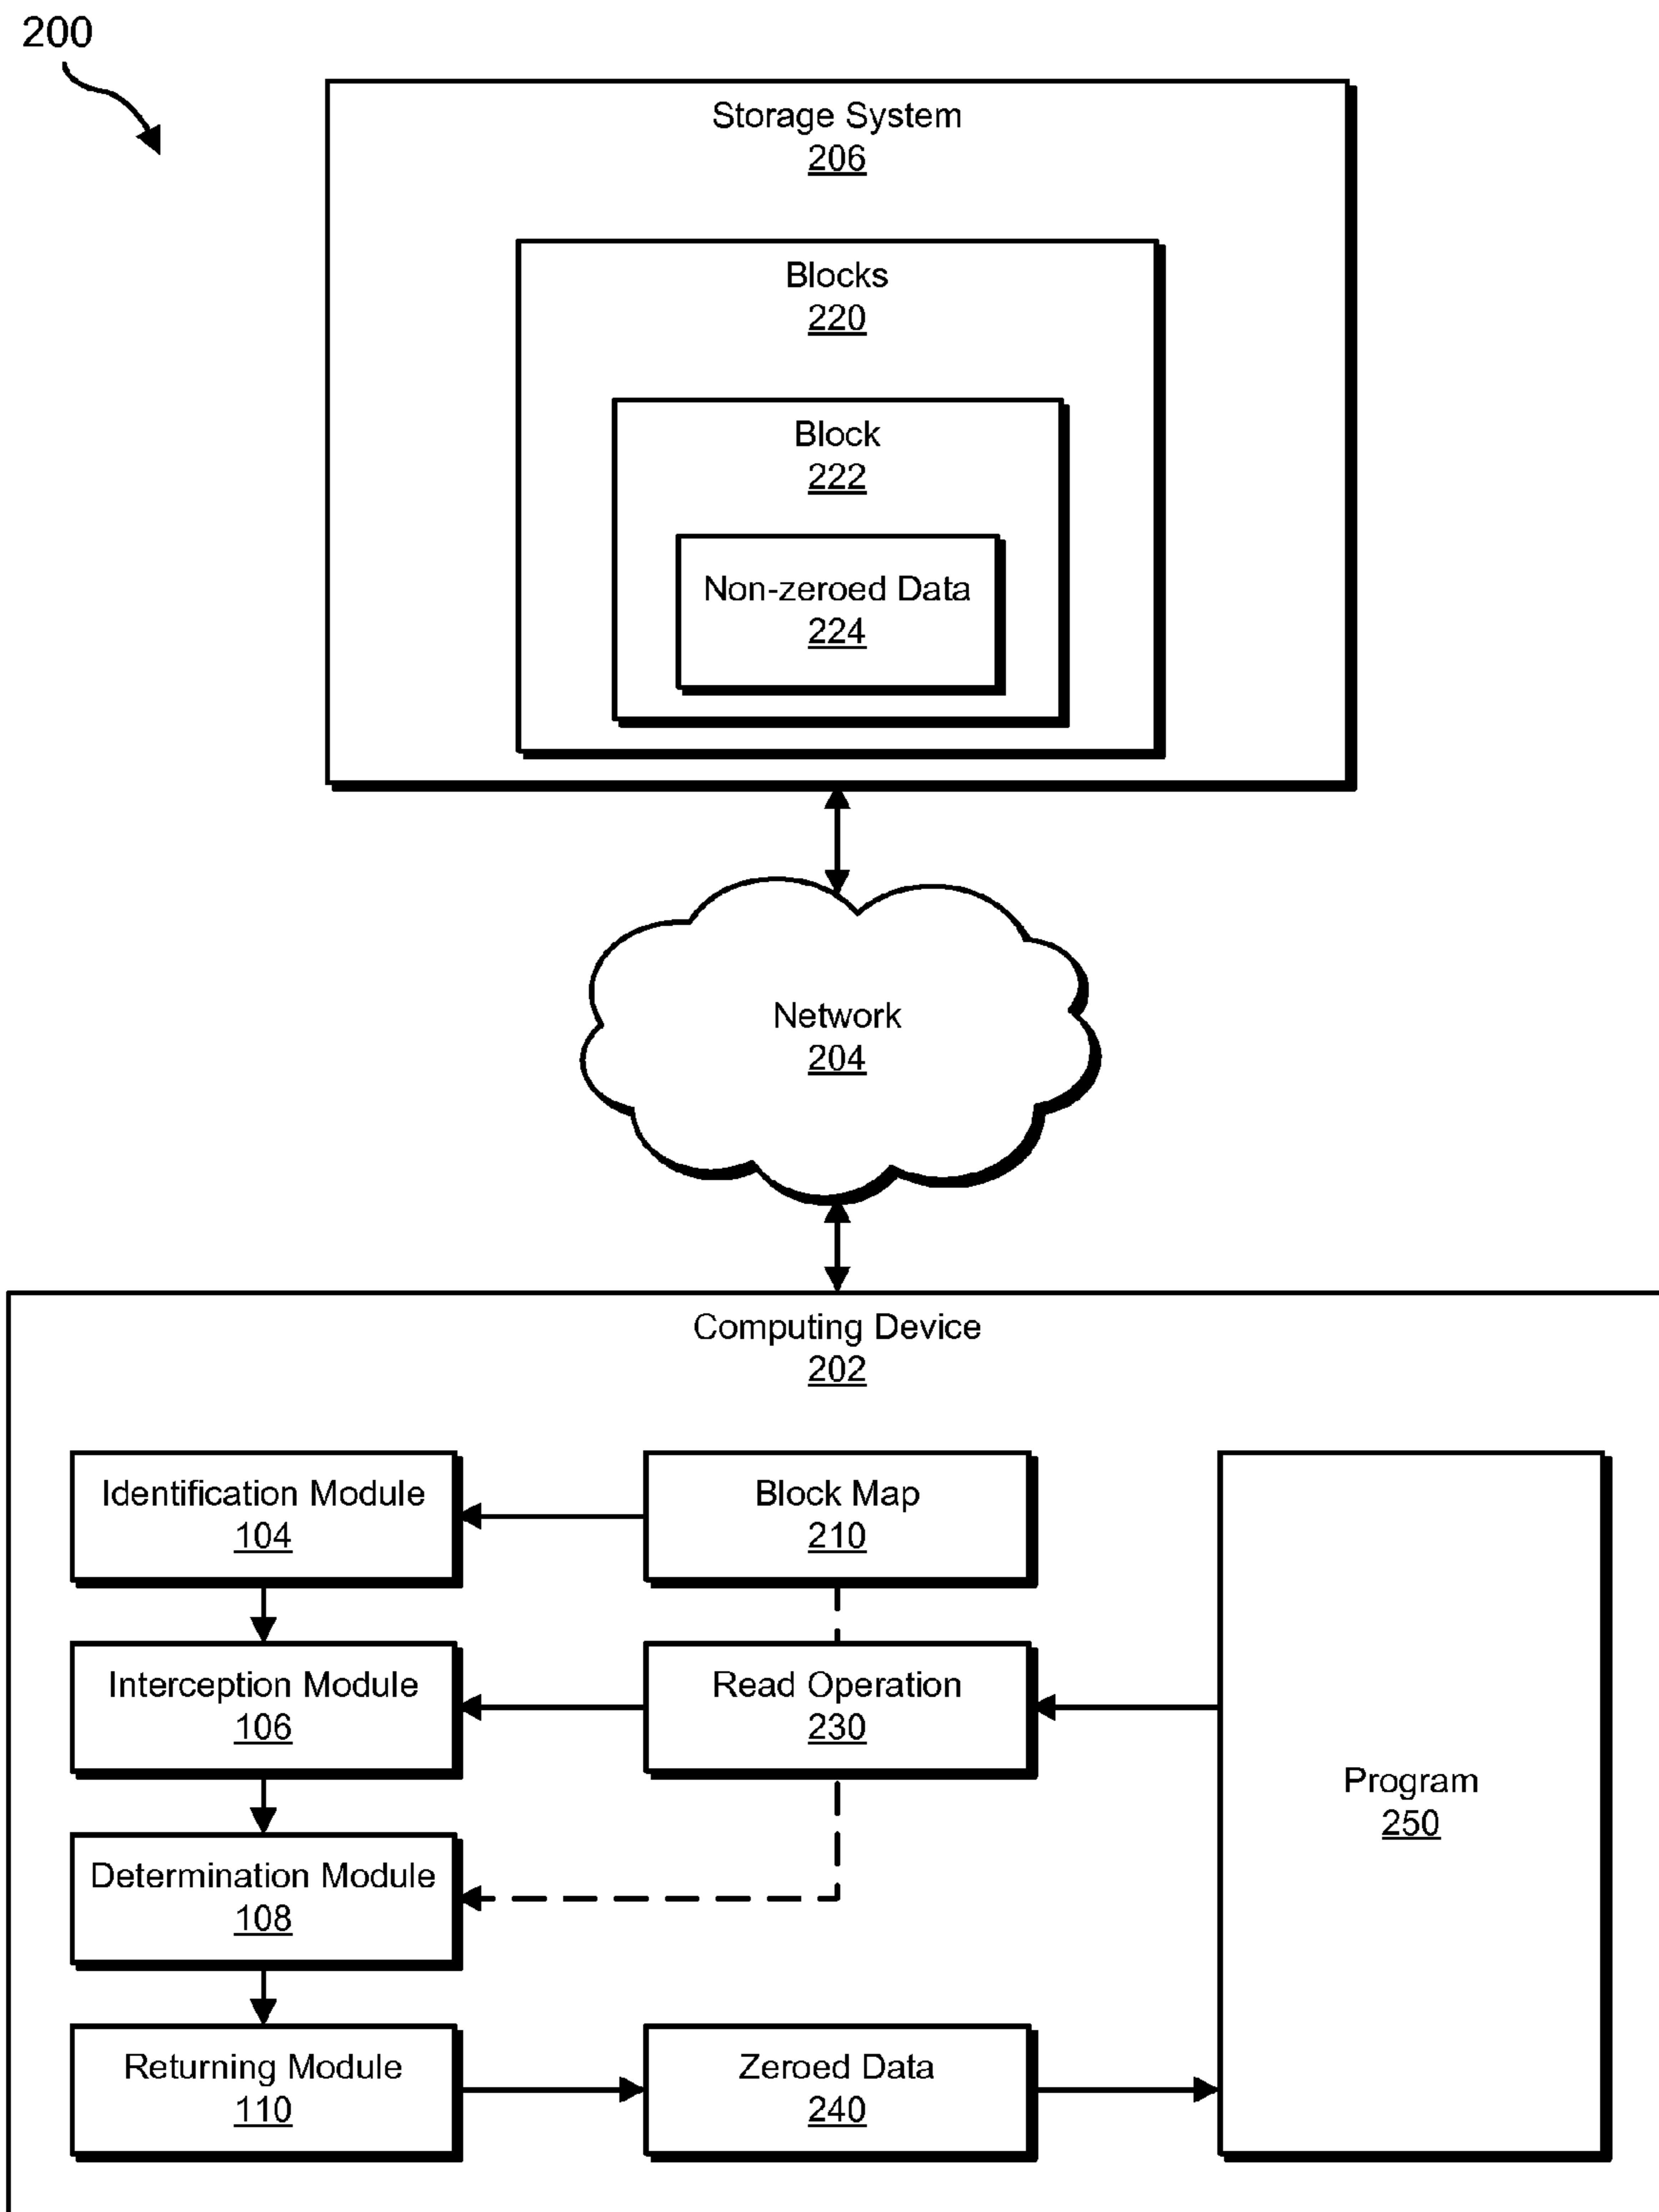 200
Storage System
206
Blocks
220
Block
222
Non-zeroed Data
224
Network
204
Computing Device
202
Identification Module
104
Block Map
210
Interception Module
106
Read Operation
230
Program
250
Determination Module
108
Returning Module
110
Zeroed Data
240